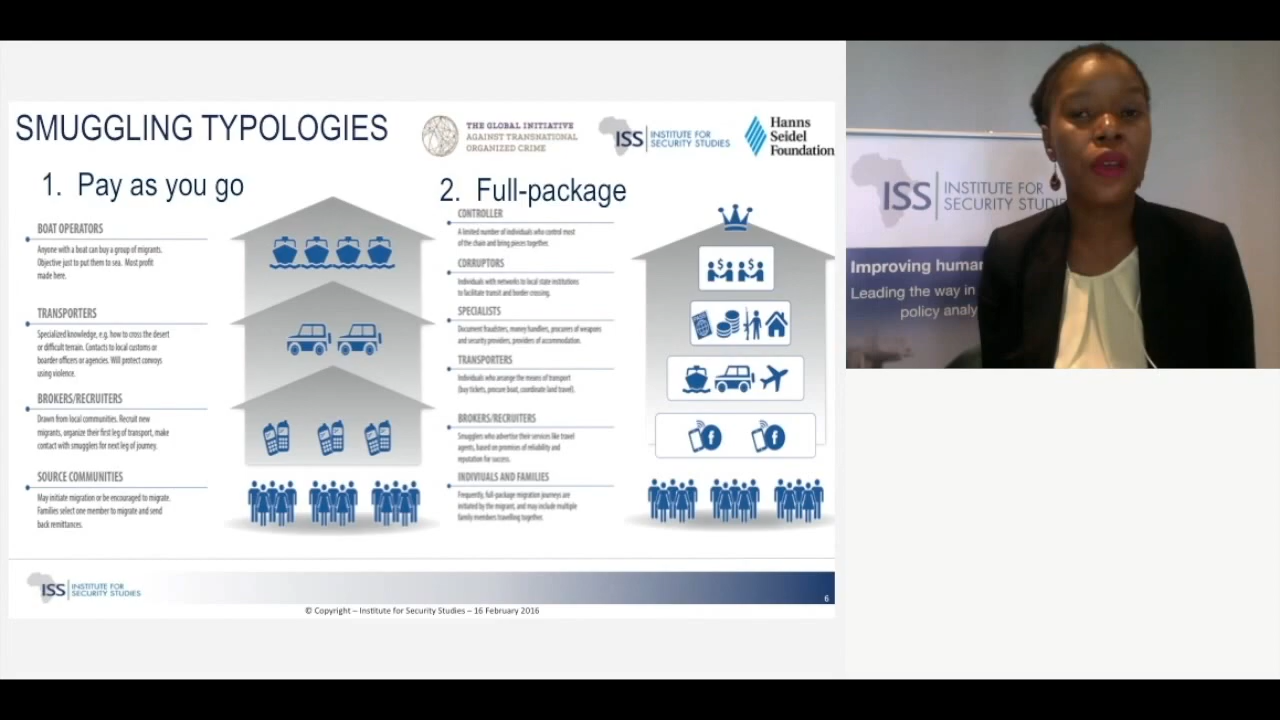 SMUGGLING TYPOLOGIES
THE GLOBAL INITIATIVE
AGAINST TRANSNATIONAL
ORGANIZED CRIME
ISS
INSTITUTE FOR
SECURITY STUDIES
Hanns
Seidel
Foundation
1. Pay as you go
BOAT OPERATORS
Anyone with a boat can buy a group of migrants.
Objective just to put them to sea. Most profit
made here.
TRANSPORTERS
Specialized knowledge, e.g. how to cross the desert
or difficult terrain. Contacts to local customs or
boarder officers or agencies. Will protect convoys
using violence.
BROKERS/RECRUITERS
Drawn from local communities. Recruit new
migrants, organize their first leg of transport, make
contact with smugglers for next leg of journey.
SOURCE COMMUNITIES
May initiate migration or be encouraged to migrate.
Families select one member to migrate and send
back remittances.
2. Full-package
CONTROLLER
A limited number of individuals who control most
of the chain and bring pieces together.
CORRUPTORS
Individuals with networks to local state institutions
to facilitate transit and border crossing.
SPECIALISTS
Document fraudsters, money handlers, procurers of weapons
and security providers, providers of accommodation.
TRANSPORTERS
Individuals who arrange the means of transport
(buy tickets, procure boat, coordinate land travel).
BROKERS/RECRUITERS
Smugglers who advertise their services like travel
agents, based on promises of reliability and
reputation for success.
INDIVIUALS AND FAMILIES
Frequently, full-package migration journeys are
initiated by the migrant, and may include multiple
family members travelling together.
$ $
f f
ISS
INSTITUTE FOR
SECURITY STUDIES
6
© Copyright – Institute for Security Studies – 16 February 2016
ISS
INSTITUTE FOR
SECURITY STUDI
Improving human
Leading the way in
policy analy